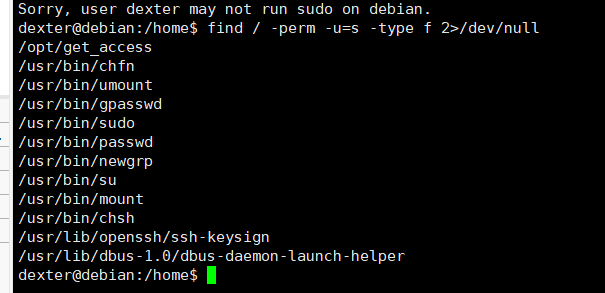 Sorry, user dexter may not run sudo on debian.
dexter@debian:/home$ find / -perm -u=s -type f 2>/dev/null
/opt/get_access
/usr/bin/chfn
/usr/bin/umount
/usr/bin/gpasswd
/usr/bin/sudo
/usr/bin/passwd
/usr/bin/newgrp
/usr/bin/su
/usr/bin/mount
/usr/bin/chsh
/usr/lib/openssh/ssh-keysign
/usr/lib/dbus-1.0/dbus-daemon-launch-helper
dexter@debian:/home$